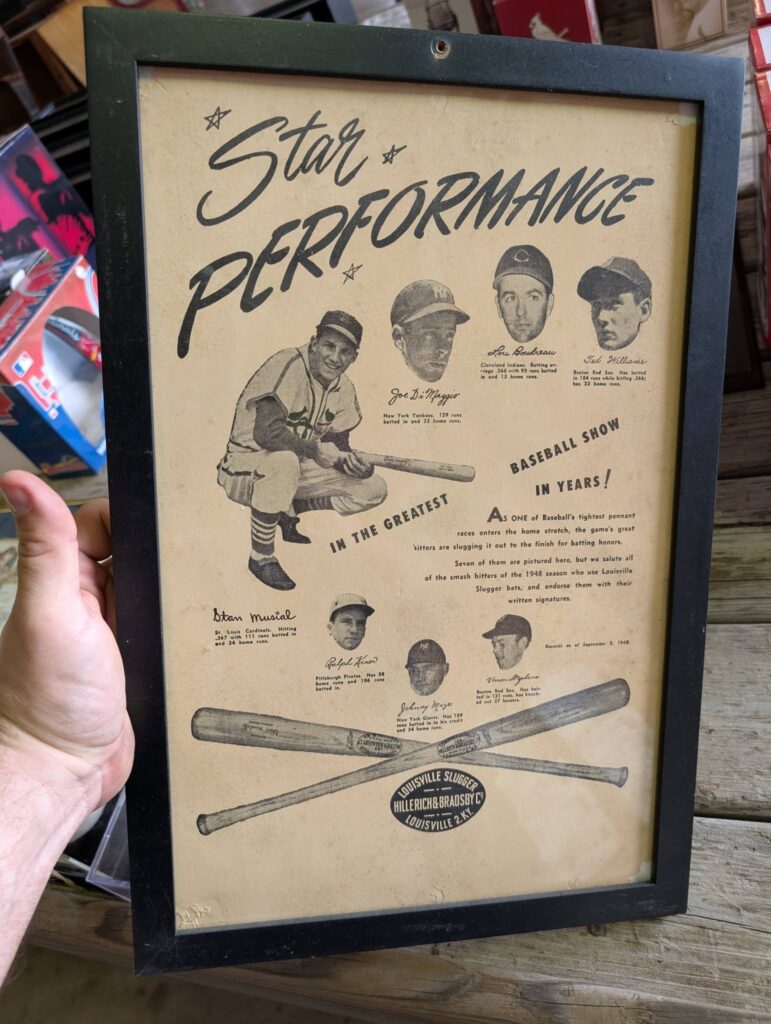 Star
PERFORMANCE
Lou Boudreau
Cleveland Indians. Batting av-
erage .366 with 95 runs batted
in and 12 home runs.
Ted Williams
Boston Red Sox. Has batted
in 104 runs while hitting .366;
has 23 home runs.
Joe DiMaggio
New York Yankees. 129 runs
batted in and 32 home runs.
IN THE GREATEST
BASEBALL SHOW
IN YEARS!
AS ONE of Baseball's tightest pennant
races enters the home stretch, the game's great
hitters are slugging it out to the finish for batting honors.
Seven of them are pictured here, but we salute all
of the smash hitters of the 1948 season who use Louisville
Slugger bats, and endorse them with their
written signatures.
Stan Musial
St. Louis Cardinals. Hitting
.367 with 111 runs batted in
and 34 home runs.
Ralph Kiner
Pittsburgh Pirates. Has 38
home runs and 106 runs
batted in.
Johnny Mize
New York Giants. Has 109
runs batted in to his credit
and 34 home runs.
Vernon Stephens
Boston Red Sox. Has bat-
ted in 121 runs, has knock-
ed out 27 homers.
Records as of September 5, 1948
LOUISVILLE SLUGGER
HILLERICH & BRADSBY Co
LOUISVILLE 2. KY.